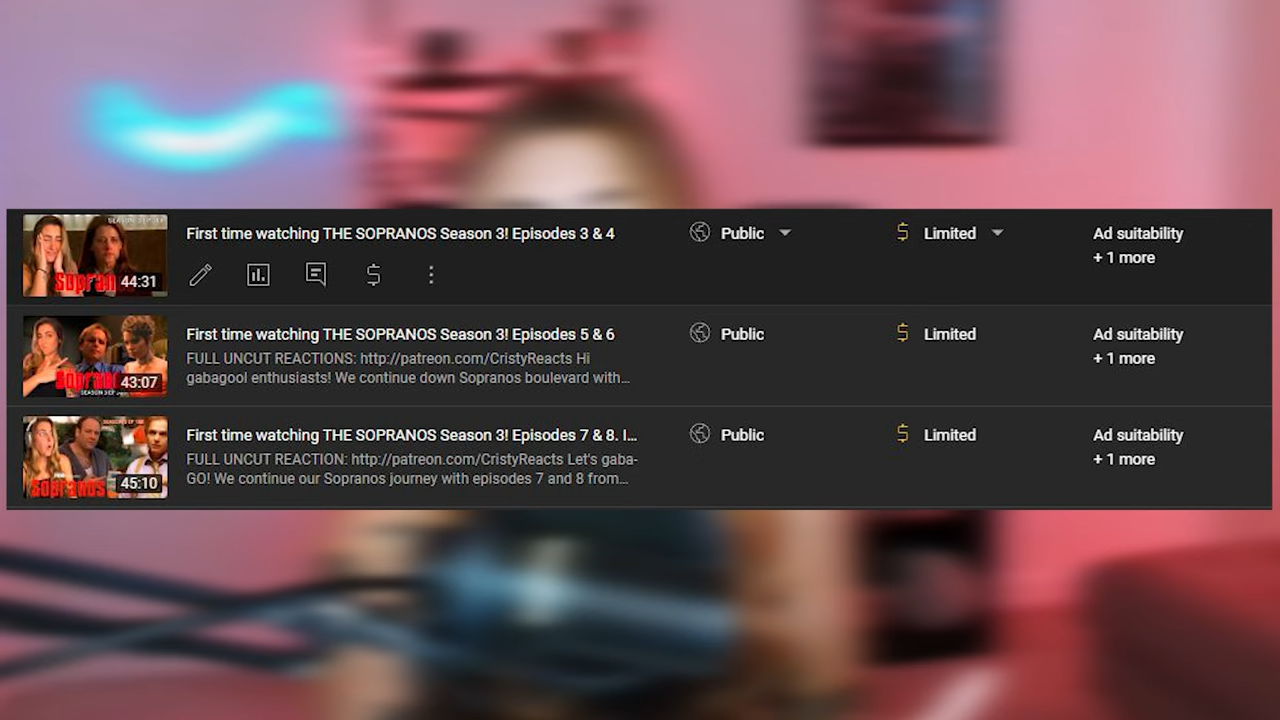 First time watching THE SOPRANOS Season 3! Episodes 3 & 4
Public
Limited
Ad suitability
+ 1 more
Sopran
44:31
First time watching THE SOPRANOS Season 3! Episodes 5 & 6
Public
Limited
Ad suitability
FULL UNCUT REACTIONS: http://patreon.com/CristyReacts Hi
+ 1 more
gabagool enthusiasts! We continue down Sopranos boulevard with...
43:07
First time watching THE SOPRANOS Season 3! Episodes 7 & 8. I...
Public
Limited
Ad suitability
FULL UNCUT REACTION: http://patreon.com/CristyReacts Let's gaba-
+ 1 more
GO! We continue our Sopranos journey with episodes 7 and 8 from...
Sopranos
45:10